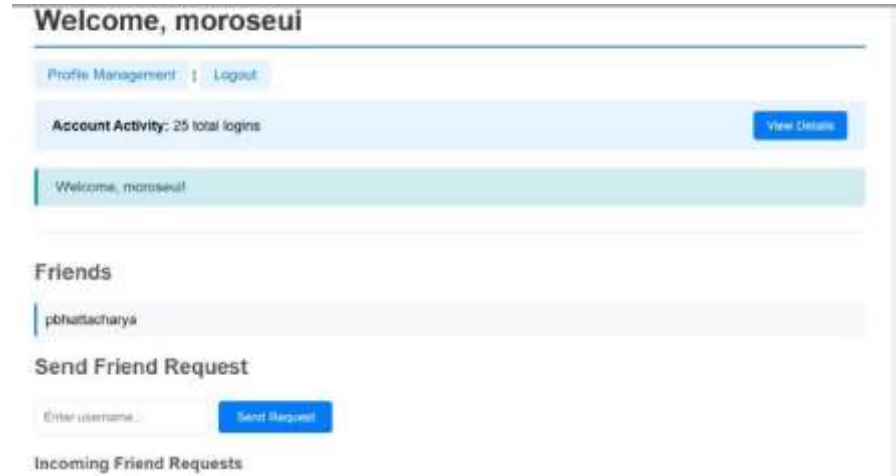 Welcome, moroseui
Profile Management | Logout
Account Activity: 25 total logins View Details
Welcome, moroseui!
Friends
pbhattacharya
Send Friend Request
Enter username... Send Request
Incoming Friend Requests